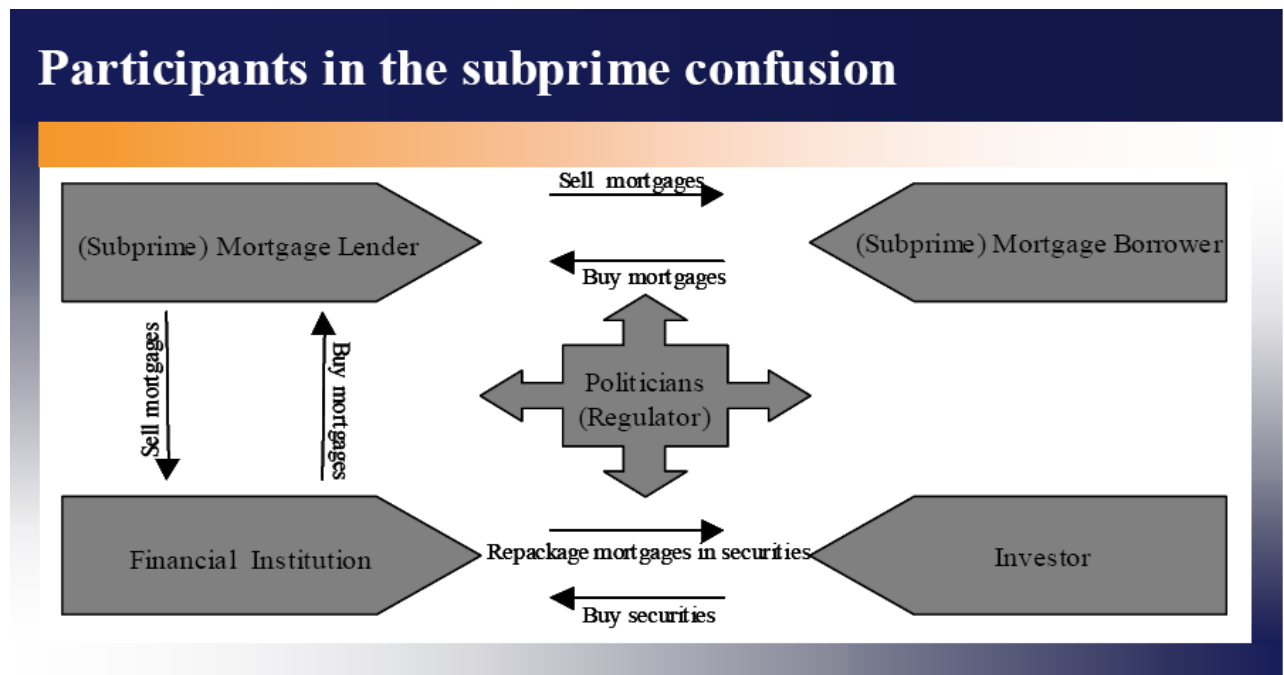 Participants in the subprime confusion
Sell mortgages
(Subprime) Mortgage Lender
(Subprime) Mortgage Borrower
Buy mortgages
Sell mortgages
Buy mortgages
Politicians
(Regulator)
Financial Institution
Repackage mortgages in securities
Investor
Buy securities